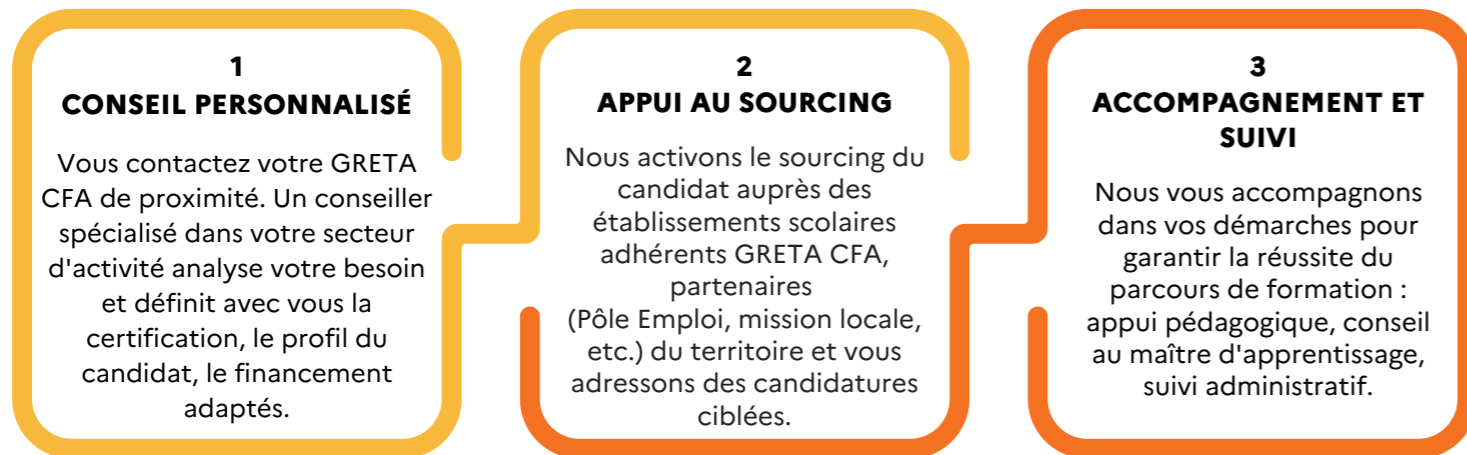 1
CONSEIL PERSONNALISÉ
Vous contactez votre GRETA
CFA de proximité. Un conseiller
spécialisé dans votre secteur
d'activité analyse votre besoin
et définit avec vous la
certification, le profil du
candidat, le financement
adaptés.
2
APPUI AU SOURCING
Nous activons le sourcing du
candidat auprès des
établissements scolaires
adhérents GRETA CFA,
partenaires
(Pôle Emploi, mission locale,
etc.) du territoire et vous
adressons des candidatures
ciblées.
3
ACCOMPAGNEMENT ET
SUIVI
Nous vous accompagnons
dans vos démarches pour
garantir la réussite du
parcours de formation :
appui pédagogique, conseil
au maître d'apprentissage,
suivi administratif.